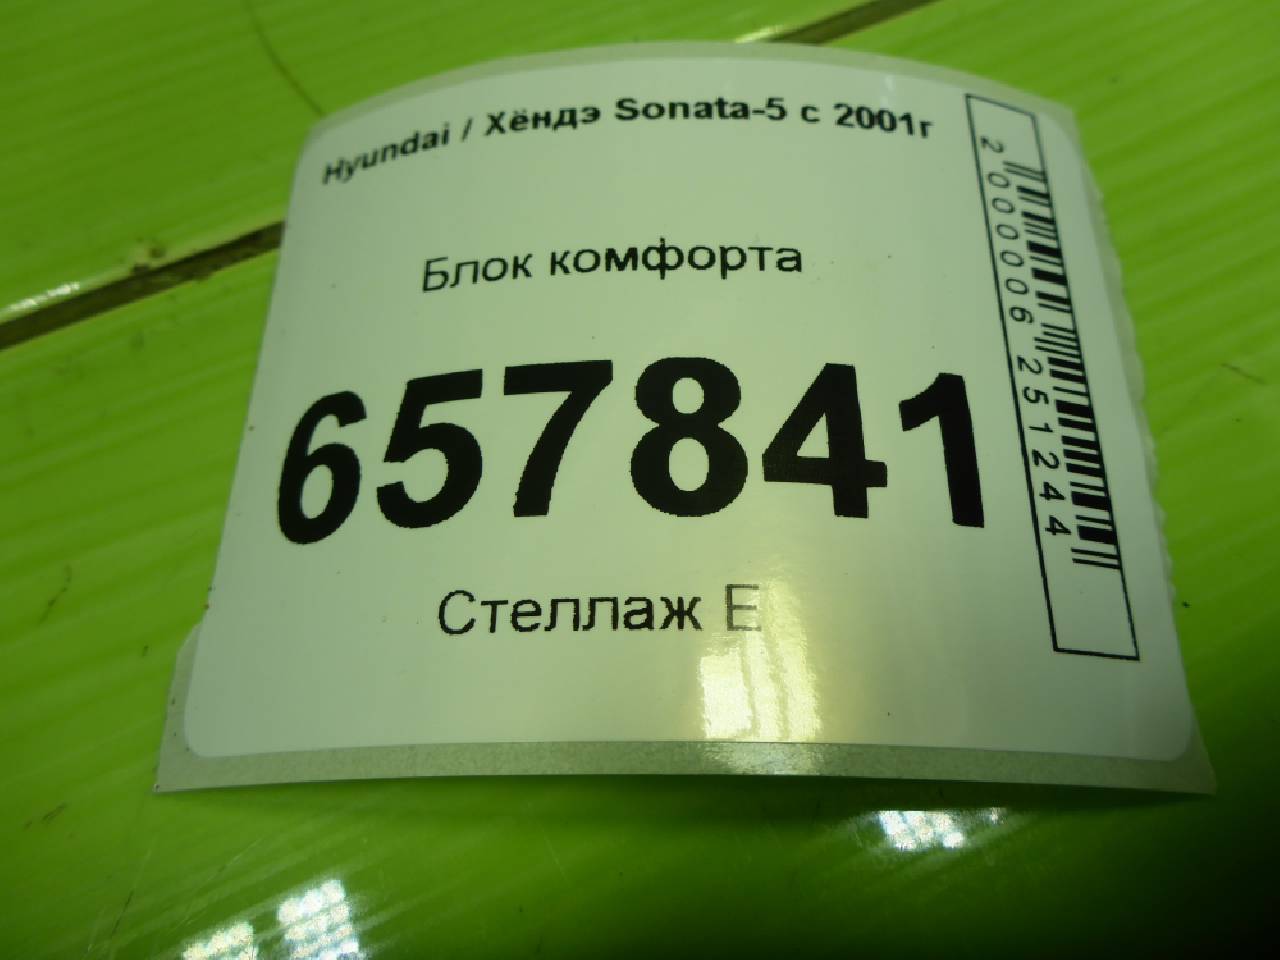 Hyundai / Хёндэ Sonata-5 с 2001г
Блок комфорта
657841
Стеллаж Е
2000006251244